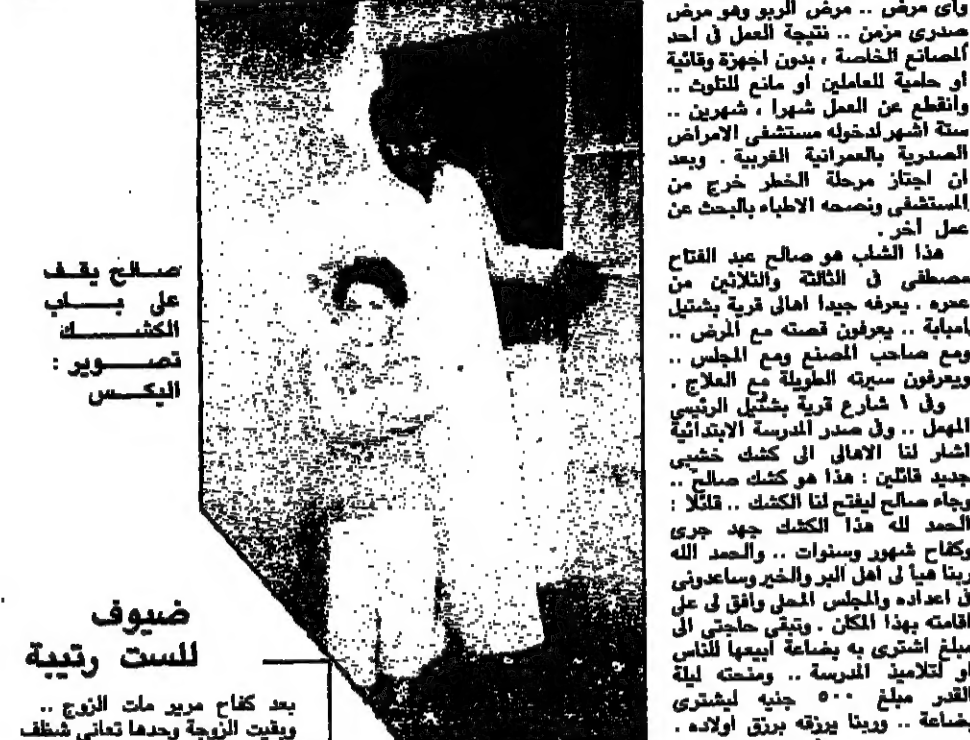 وأى مرض .. مرض الربو وهو مرض
صدرى مزمن .. نتيجة العمل فى احد
المصانع الخاصة ، بدون اجهزة وقائية
أو حامية للعاملين أو مانع للتلوث ..
وانقطع عن العمل شهرا ، شهرين ..
ستة اشهر لدخوله مستشفى الامراض
الصدرية بالعمرانية الغربية . وبعد
أن اجتاز مرحلة الخطر خرج من
المستشفى ونصحه الاطباء بالبحث عن
عمل آخر .
هذا الشاب هو صالح عبد الفتاح
مصطفى فى الثالثة والثلاثين من
عمره . يعرفه جيدا اهالى قرية بشتيل
امبابة .. يعرفون قصته مع المرض ..
ومع صاحب المصنع ومع المجلس ..
ويعرفون سيرته الطويلة مع العلاج .
وفى ١ شارع قرية بشتيل الرئيسى
المهمل .. وفى صدر المدرسة الابتدائية
اشار لنا الاهالى الى كشك خشبى
جديد قائلين : هذا هو كشك صالح ..
وجاء صالح ليفتح لنا الكشك .. قائلا :
الحمد لله هذا الكشك جهد جرى
وكفاح شهور وسنوات .. والحمد الله
ربنا هيأ لى اهل البر والخير وساعدونى
فى اعداده والمجلس المحلى وافق لى على
اقامته بهذا المكان . وتبقى حاجتى الى
مبلغ اشترى به بضاعة ابيعها للناس
أو لتلاميذ المدرسة .. ومنحته ليلة
القدر مبلغ ٥٠٠ جنيه ليشترى
بضاعة .. وربنا يرزقه برزق اولاده .
صالح يقف
على باب
الكشك
تصوير :
اليكس
ضيوف
للست رتيبة
بعد كفاح مرير مات الزوج ..
وبقيت الزوجة وحدها تعانى شظف